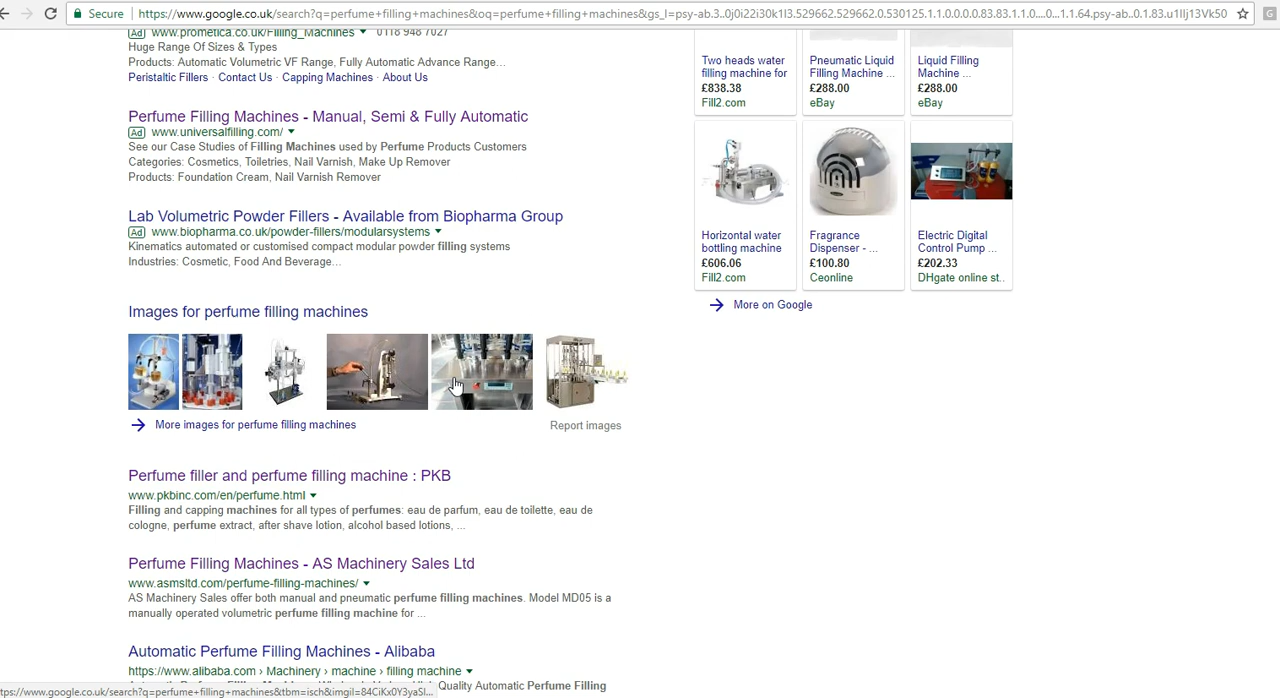 Secure
https://www.google.co.uk/search?q=perfume+filling+machines&oq=perfume+filling+machines&gs_l=psy-ab.3..0j0i22i30k1l3.529662.529662.0.530125.1.1.0.0.0.0.83.83.1.1.0....0...1.1.64.psy-ab..0.1.83.u1IIj13Vk50
G
Ad www.prometica.co.uk/Filling_Machines 0118 948 7027
Huge Range Of Sizes & Types
Products: Automatic Volumetric VF Range, Fully Automatic Advance Range...
Peristaltic Fillers · Contact Us · Capping Machines · About Us
Perfume Filling Machines - Manual, Semi & Fully Automatic
Ad www.universalfilling.com/
See our Case Studies of Filling Machines used by Perfume Products Customers
Categories: Cosmetics, Toiletries, Nail Varnish, Make Up Remover
Products: Foundation Cream, Nail Varnish Remover
Lab Volumetric Powder Fillers - Available from Biopharma Group
Ad www.biopharma.co.uk/powder-fillers/modularsystems
Kinematics automated or customised compact modular powder filling systems
Industries: Cosmetic, Food And Beverage...
Images for perfume filling machines
More images for perfume filling machines
Report images
Perfume filler and perfume filling machine : PKB
www.pkbinc.com/en/perfume.html
Filling and capping machines for all types of perfumes: eau de parfum, eau de toilette, eau de
cologne, perfume extract, after shave lotion, alcohol based lotions, ...
Perfume Filling Machines - AS Machinery Sales Ltd
www.asmsltd.com/perfume-filling-machines/
AS Machinery Sales offer both manual and pneumatic perfume filling machines. Model MD05 is a
manually operated volumetric perfume filling machine for ...
Automatic Perfume Filling Machines - Alibaba
https://www.alibaba.com › Machinery › machine › filling machine
Quality Automatic Perfume Filling
tps://www.google.co.uk/search?q=perfume+filling+machines&tbm=isch&imgil=84CiKx0Y3yaSl...
Two heads water
filling machine for
£838.38
Fill2.com
Pneumatic Liquid
Filling Machine ...
£288.00
eBay
Liquid Filling
Machine ...
£288.00
eBay
Horizontal water
bottling machine
£606.06
Fill2.com
Fragrance
Dispenser - ...
£100.80
Ceonline
Electric Digital
Control Pump ...
£202.33
DHgate online st..
More on Google